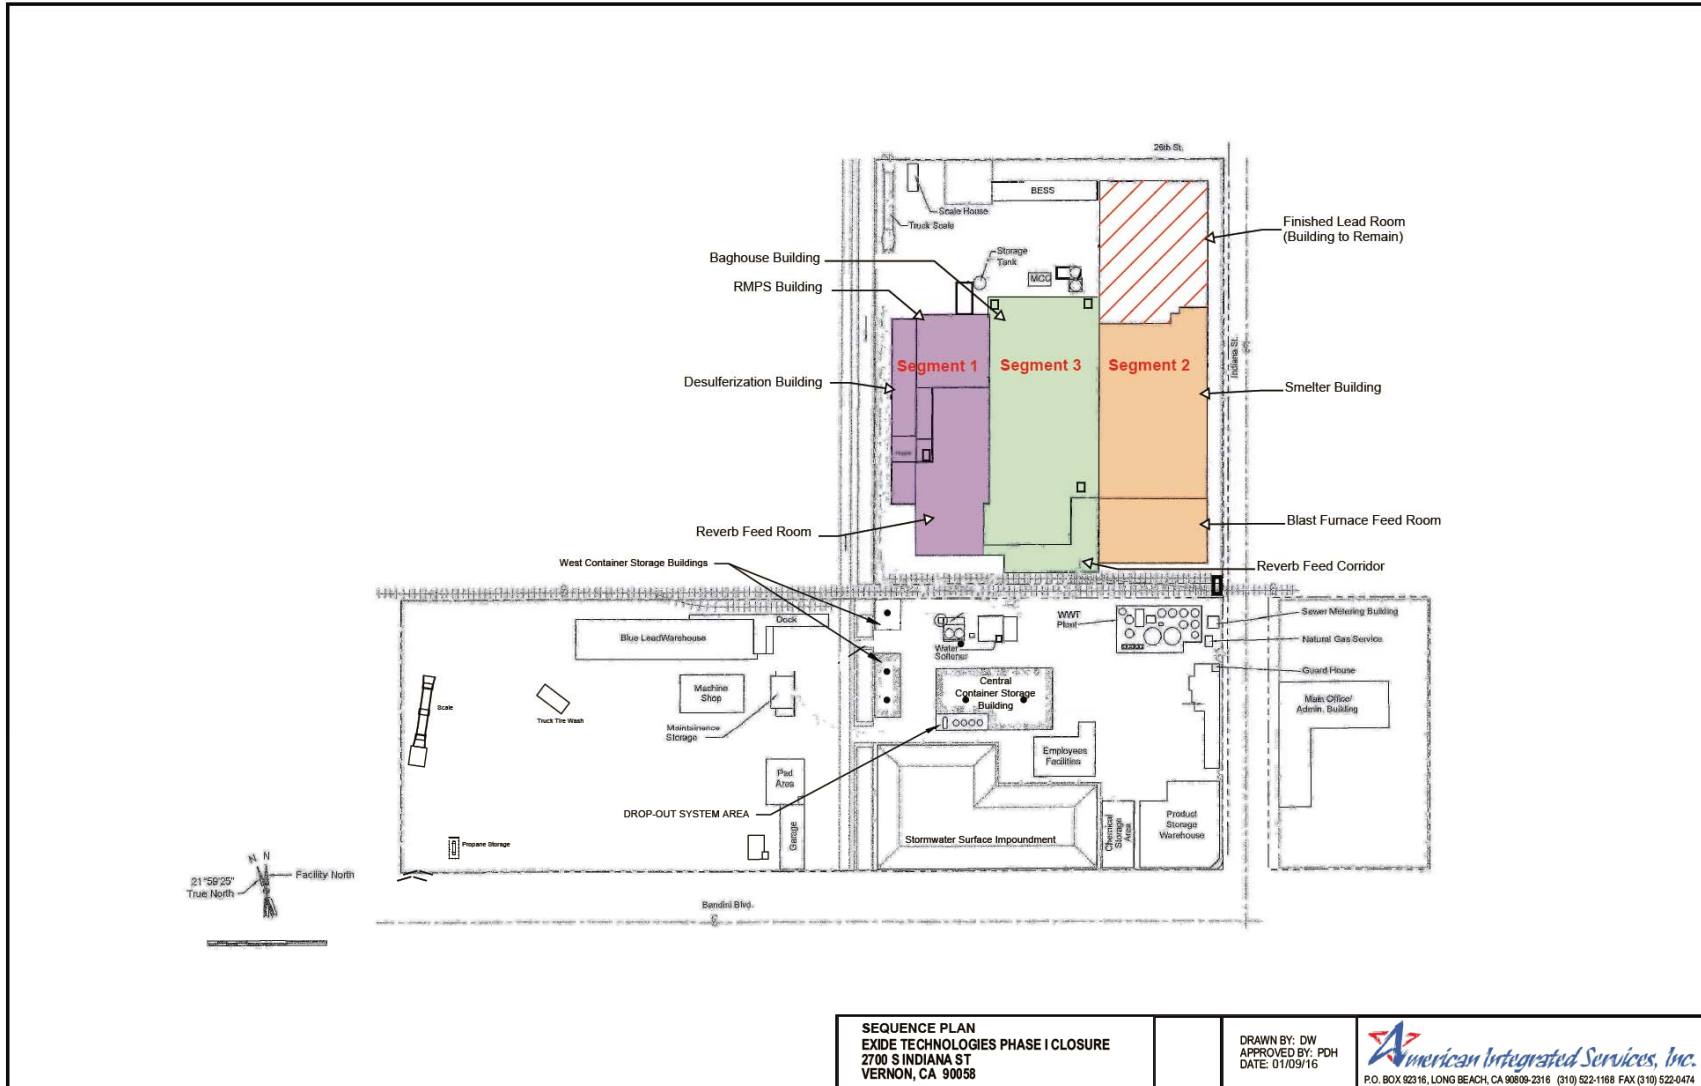 26th St.
BESS
Scale House
Truck Scale
Finished Lead Room
(Building to Remain)
Storage
Tank
Baghouse Building
MCC
RMPS Building
Indiana St.
Segment 1
Segment 3
Segment 2
Desulferization Building
Smelter Building
Blast Furnace Feed Room
Reverb Feed Room
West Container Storage Buildings
Reverb Feed Corridor
Sewer Metering Building
WWT
Plant
Dock
Blue LeadWarehouse
Natural Gas Service
Water
Softener
Guard House
Central
Container Storage
Building
Machine
Shop
Main Office/
Admin. Building
Scale
Truck Tire Wash
Maintainence
Storage
Employees
Facilities
Pad
Area
DROP-OUT SYSTEM AREA
Product
Storage
Warehouse
Chemical
Storage
Area
Garage
Stormwater Surface Impoundment
Propane Storage
N N
Facility North
21°59'25"
True North
Bandini Blvd.
SEQUENCE PLAN
EXIDE TECHNOLOGIES PHASE I CLOSURE
2700 S INDIANA ST
VERNON, CA 90058
DRAWN BY: DW
APPROVED BY: PDH
DATE: 01/09/16
American Integrated Services, Inc.
P.O. BOX 92316, LONG BEACH, CA 90809-2316 (310) 522-1168 FAX (310) 522-0474